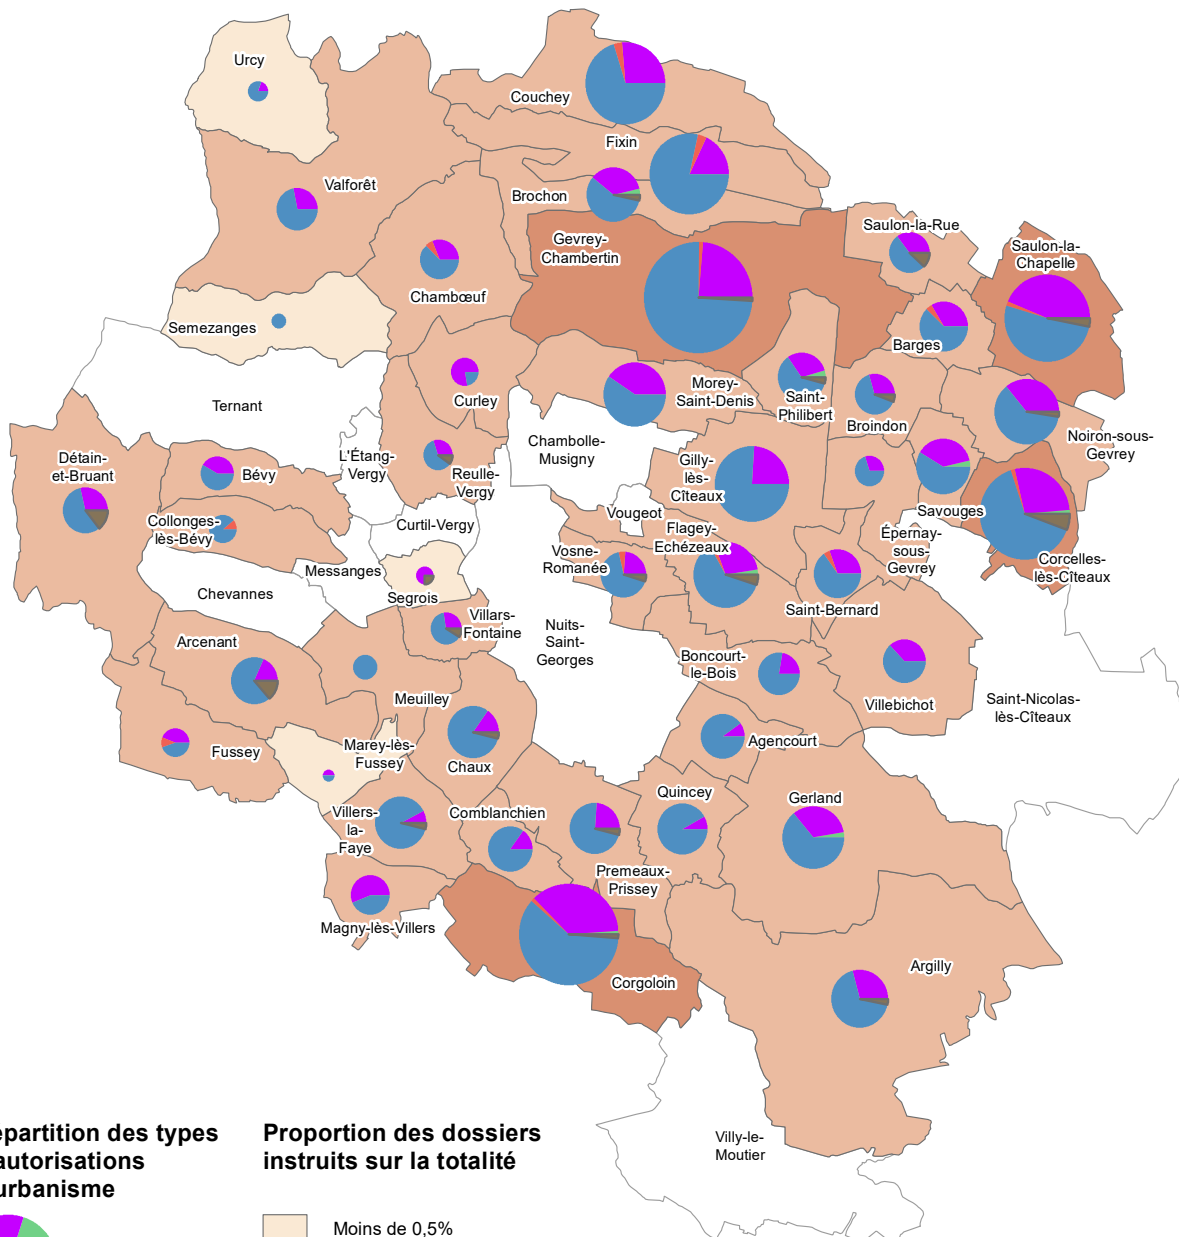 Urcy
Couchey
Fixin
Valforêt
Brochon
Gevrey-
Chambertin
Saulon-la-Rue
Saulon-la-
Chapelle
Chambœuf
Semezanges
Barges
Curley
Morey-
Saint-Denis
Saint-
Philibert
Broindon
Noiron-sous-
Gevrey
Ternant
Chambolle-
Musigny
L'Étang-
Vergy
Détain-
et-Bruant
Bévy
Reulle-
Vergy
Gilly-
lès-
Cîteaux
Vougeot
Savouges
Collonges-
lès-Bévy
Curtil-Vergy
Flagey-
Echézeaux
Épernay-
sous-
Gevrey
Corcelles-
lès-Cîteaux
Vosne-
Romanée
Messanges
Chevannes
Segrois
Saint-Bernard
Villars-
Fontaine
Nuits-
Saint-
Georges
Arcenant
Boncourt-
le-Bois
Meuilley
Villebichot
Saint-Nicolas-
lès-Cîteaux
Fussey
Marey-lès-
Fussey
Chaux
Agencourt
Villers-
la-
Faye
Comblanchien
Quincey
Gerland
Premeaux-
Prissey
Magny-lès-Villers
Corgoloin
Argilly
Villy-le-
Moutier
epartition des types
autorisations
urbanisme
Proportion des dossiers
instruits sur la totalité
Moins de 0,5%